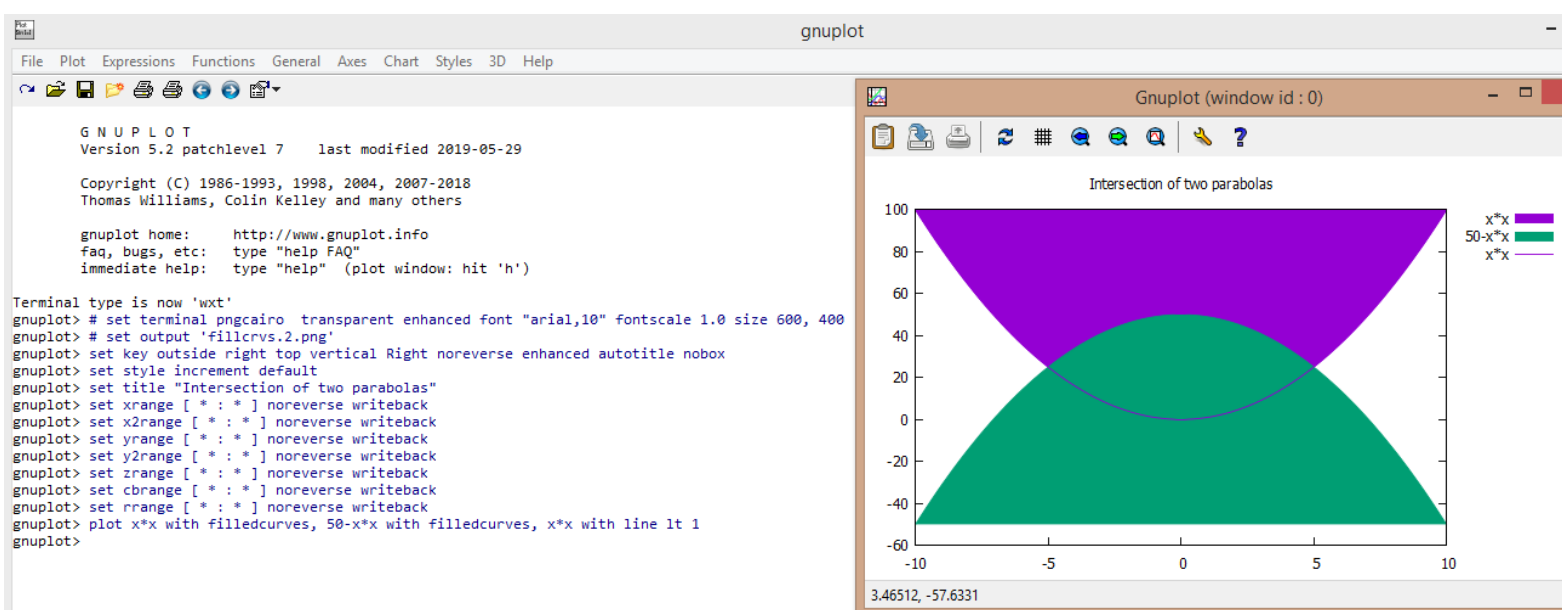 gnuplot
File Plot Expressions Functions General Axes Chart Styles 3D Help
G N U P L O T
Version 5.2 patchlevel 7    last modified 2019-05-29
Copyright (C) 1986-1993, 1998, 2004, 2007-2018
Thomas Williams, Colin Kelley and many others
gnuplot home:     http://www.gnuplot.info
faq, bugs, etc:   type "help FAQ"
immediate help:   type "help"  (plot window: hit 'h')
Terminal type is now 'wxt'
gnuplot> # set terminal pngcairo  transparent enhanced font "arial,10" fontscale 1.0 size 600, 400
gnuplot> # set output 'fillcrvs.2.png'
gnuplot> set key outside right top vertical Right noreverse enhanced autotitle nobox
gnuplot> set style increment default
gnuplot> set title "Intersection of two parabolas"
gnuplot> set xrange [ * : * ] noreverse writeback
gnuplot> set x2range [ * : * ] noreverse writeback
gnuplot> set yrange [ * : * ] noreverse writeback
gnuplot> set y2range [ * : * ] noreverse writeback
gnuplot> set zrange [ * : * ] noreverse writeback
gnuplot> set cbrange [ * : * ] noreverse writeback
gnuplot> set rrange [ * : * ] noreverse writeback
gnuplot> plot x*x with filledcurves, 50-x*x with filledcurves, x*x with line lt 1
gnuplot>
Gnuplot (window id : 0)
Intersection of two parabolas
x*x
50-x*x
x*x
100
80
60
40
20
0
-20
-40
-60
-10 -5 0 5 10
3.46512, -57.6331